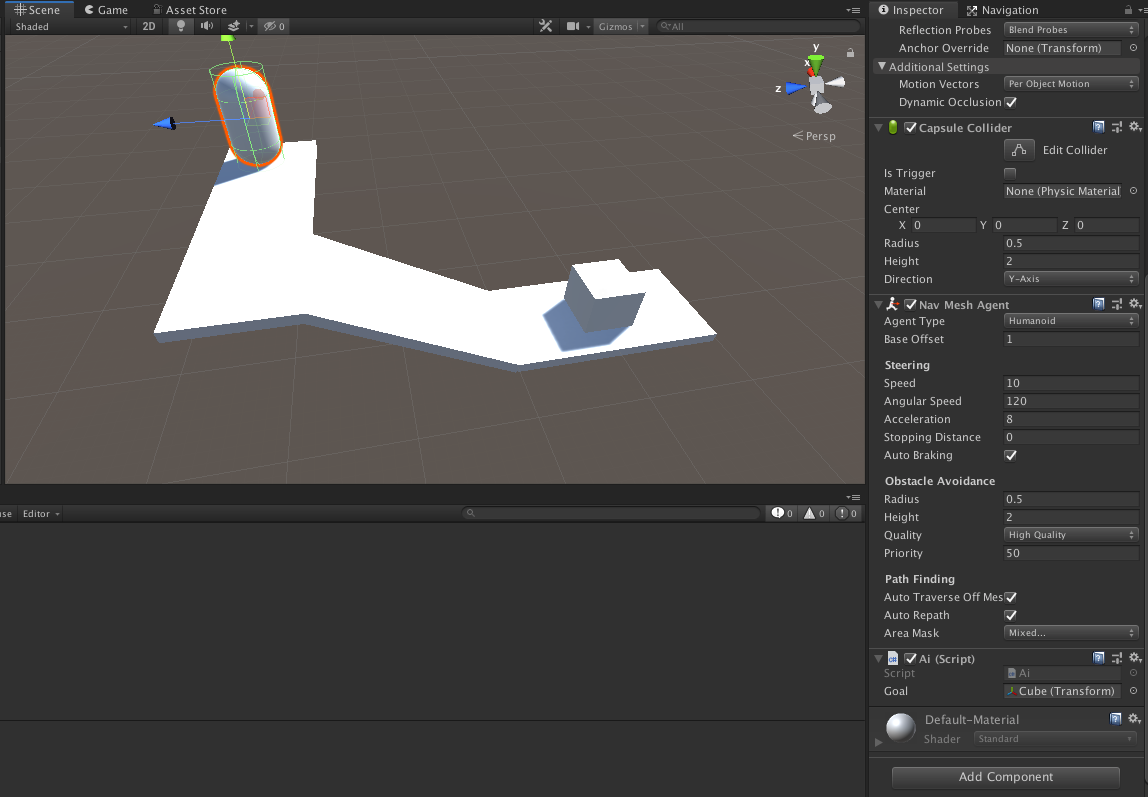 Scene Game Asset Store
Shaded 2D 0 Gizmos All
y
x
z
Persp
use Editor 0 0 0
Inspector Navigation
Reflection Probes Blend Probes
Anchor Override None (Transform)
Additional Settings
Motion Vectors Per Object Motion
Dynamic Occlusion
Capsule Collider
Edit Collider
Is Trigger
Material None (Physic Material
Center
X 0 Y 0 Z 0
Radius 0.5
Height 2
Direction Y-Axis
Nav Mesh Agent
Agent Type Humanoid
Base Offset 1
Steering
Speed 10
Angular Speed 120
Acceleration 8
Stopping Distance 0
Auto Braking
Obstacle Avoidance
Radius 0.5
Height 2
Quality High Quality
Priority 50
Path Finding
Auto Traverse Off Mes
Auto Repath
Area Mask Mixed...
Ai (Script)
Script Ai
Goal Cube (Transform)
Default-Material
Shader Standard
Add Component